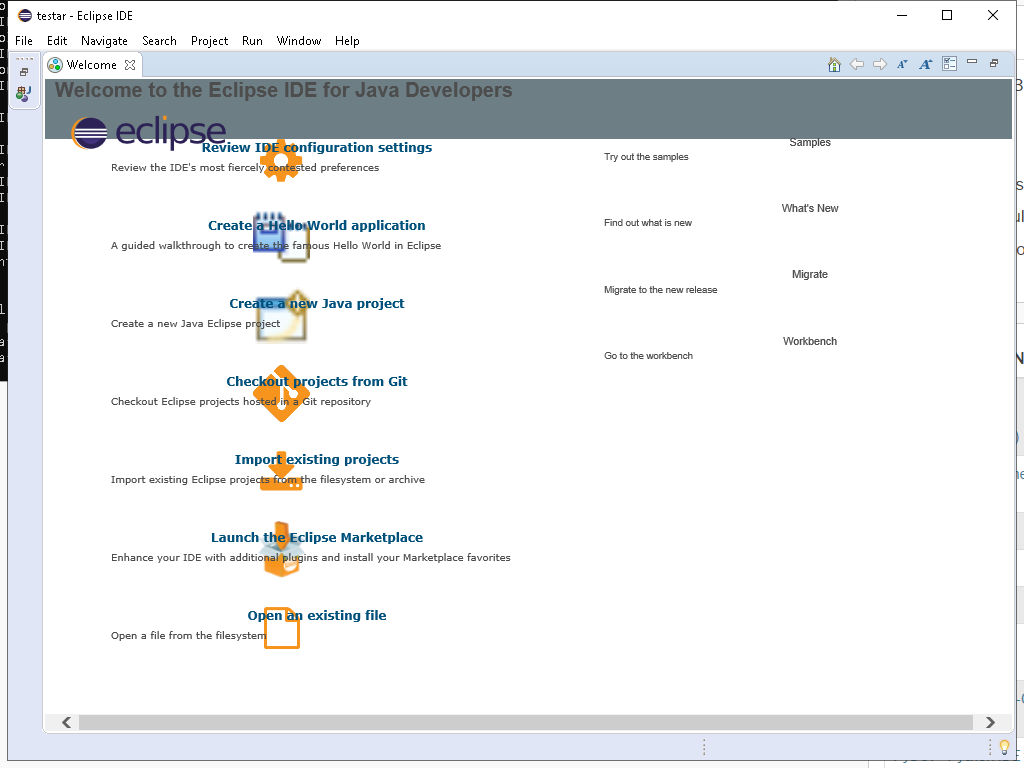 testar - Eclipse IDE
File Edit Navigate Search Project Run Window Help
Welcome
Welcome to the Eclipse IDE for Java Developers
eclipse
Review IDE configuration settings
Review the IDE's most fiercely contested preferences
Create a Hello World application
A guided walkthrough to create the famous Hello World in Eclipse
Create a new Java project
Create a new Java Eclipse project
Checkout projects from Git
Checkout Eclipse projects hosted in a Git repository
Import existing projects
Import existing Eclipse projects from the filesystem or archive
Launch the Eclipse Marketplace
Enhance your IDE with additional plugins and install your Marketplace favorites
Open an existing file
Open a file from the filesystem
Samples
Try out the samples
What's New
Find out what is new
Migrate
Migrate to the new release
Workbench
Go to the workbench